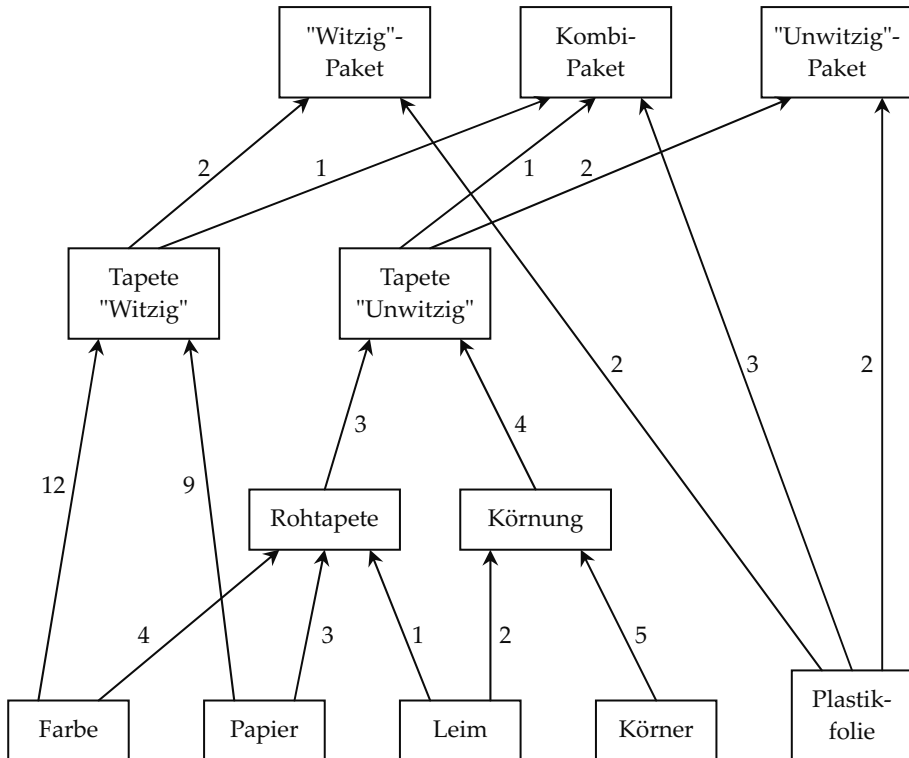 "Witzig"-
Paket
Kombi-
Paket
"Unwitzig"-
Paket
2
1
1
2
Tapete
"Witzig"
Tapete
"Unwitzig"
2
3
2
3
4
12
9
Rohtapete
Körnung
4
3
1
2
5
Farbe
Papier
Leim
Körner
Plastik-
folie